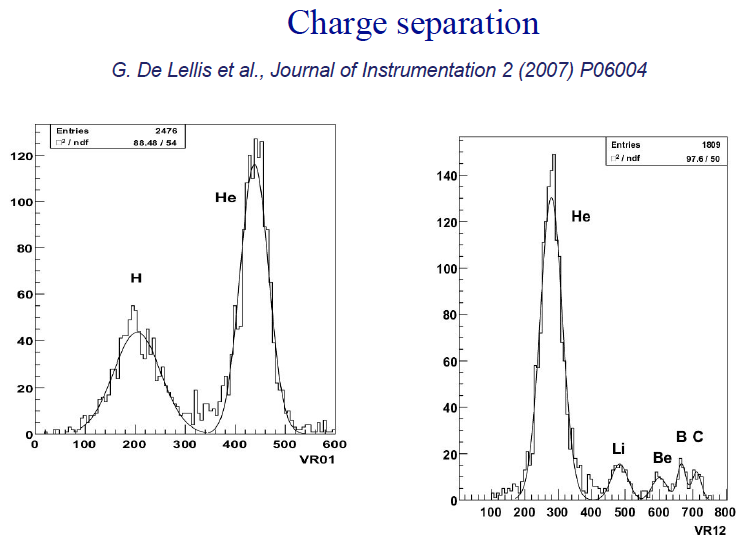 Charge separation
G. De Lellis et al., Journal of Instrumentation 2 (2007) P06004
Entries 2476
□² / ndf 88.48 / 54
H
He
120
100
80
60
40
20
0
0 100 200 300 400 500 600
VR01
Entries 1809
□² / ndf 97.6 / 50
He
Li
Be
B C
140
120
100
80
60
40
20
0
100 200 300 400 500 600 700 800
VR12